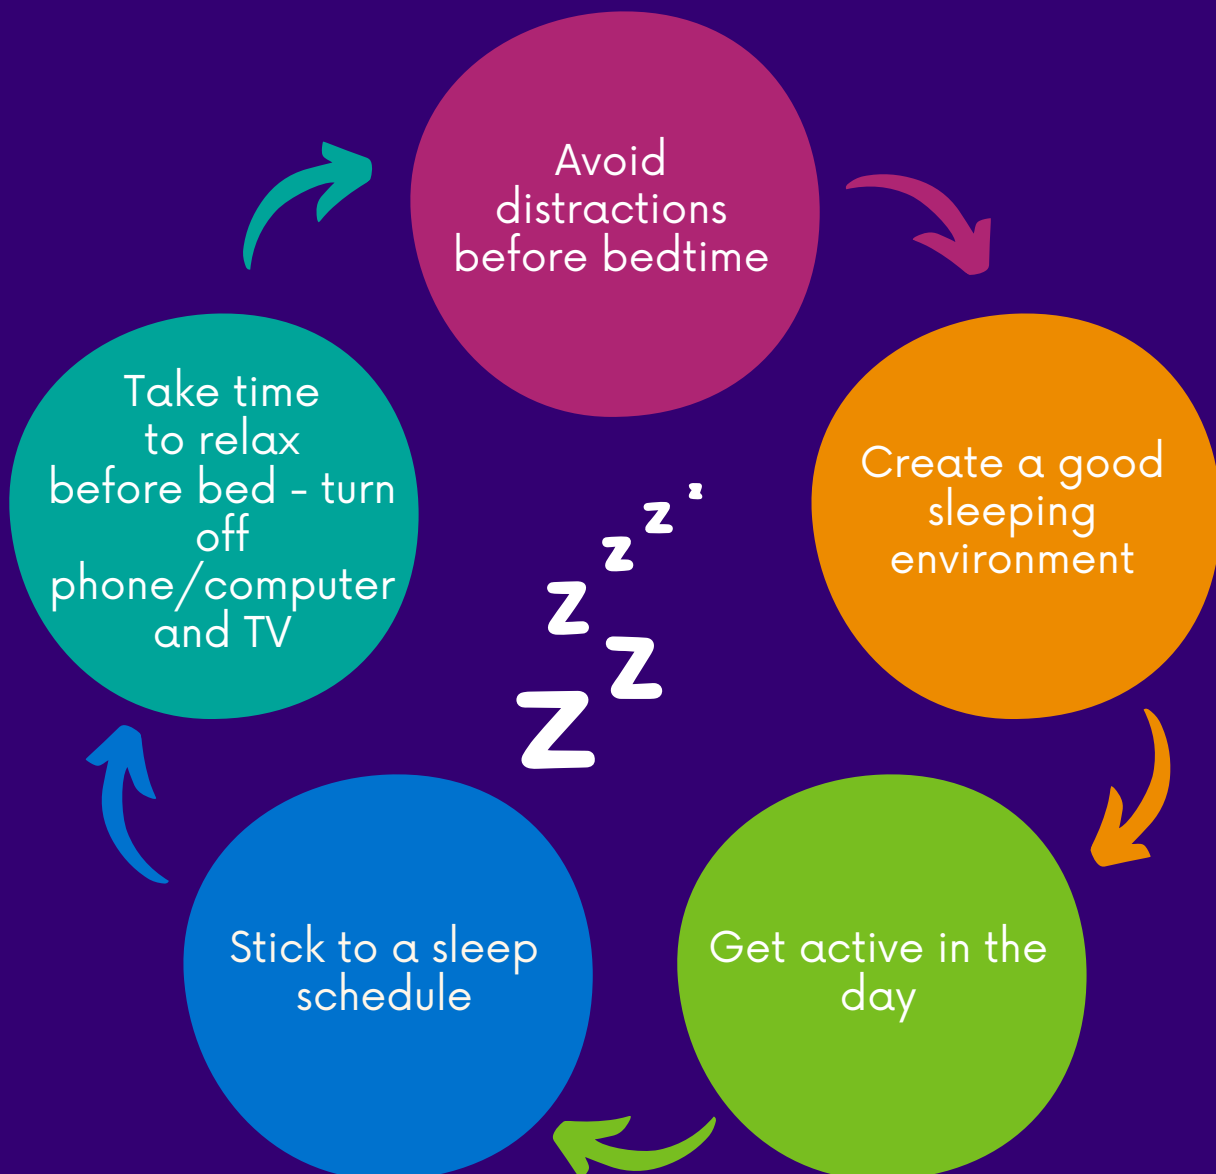 Avoid
distractions
before bedtime
Create a good
sleeping
environment
Get active in the
day
Stick to a sleep
schedule
Take time
to relax
before bed - turn
off
phone/computer
and TV
z
z
z
z
z
z